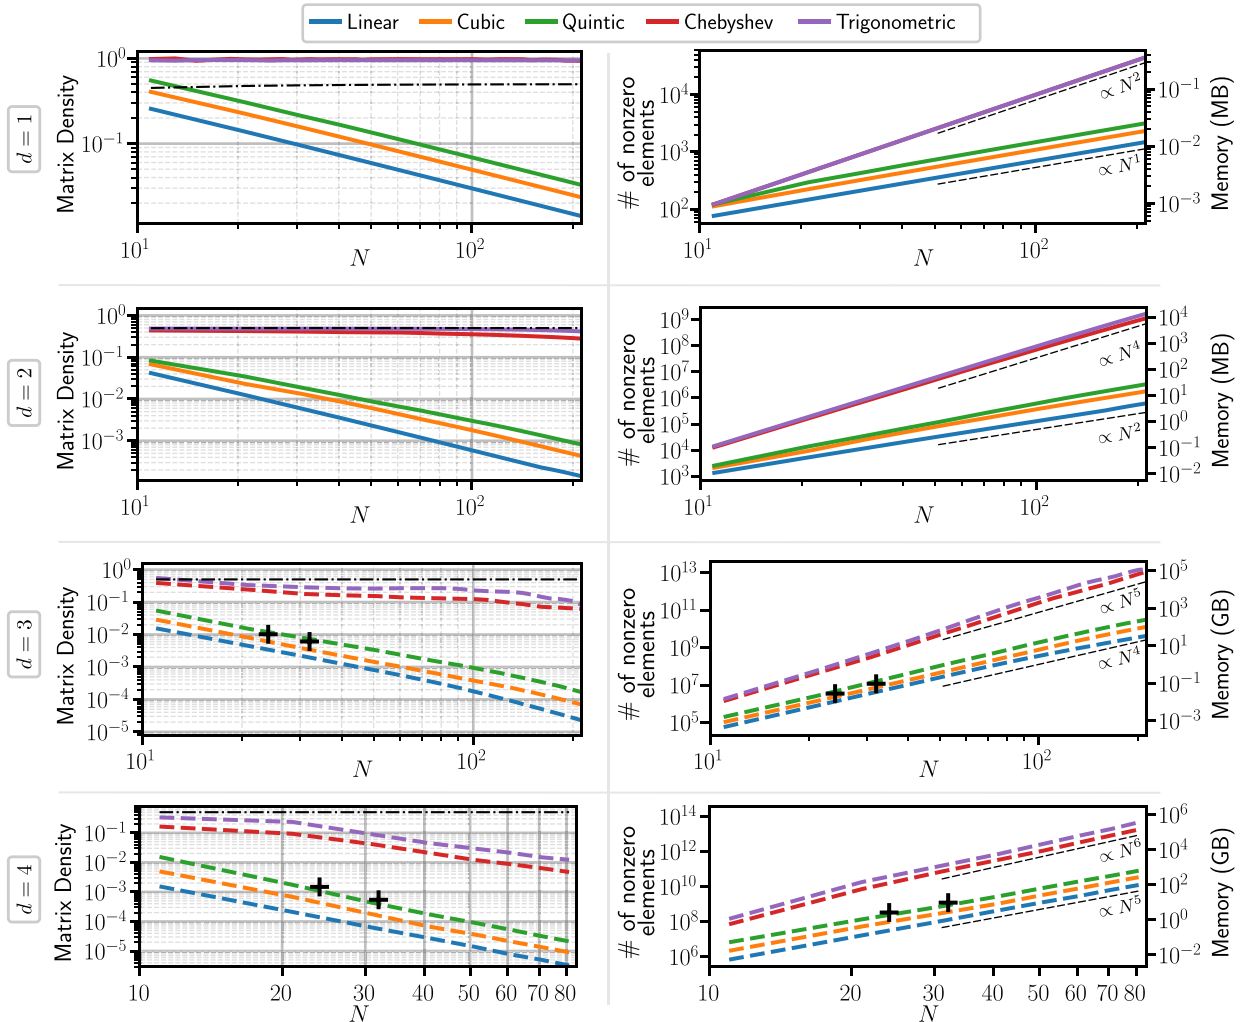 Linear Cubic Quintic Chebyshev Trigonometric
d = 1
Matrix Density
10^0
10^{-1}
10^1 10^2
N
# of nonzero
elements
10^4
10^3
10^2
10^1 10^2
N
∝ N^2
∝ N^1
10^{-1}
10^{-2}
10^{-3}
Memory (MB)
d = 2
Matrix Density
10^0
10^{-1}
10^{-2}
10^{-3}
10^1 10^2
N
# of nonzero
elements
10^9
10^8
10^7
10^6
10^5
10^4
10^3
10^1 10^2
N
∝ N^4
∝ N^2
10^4
10^3
10^2
10^1
10^0
10^{-1}
10^{-2}
Memory (MB)
d = 3
Matrix Density
10^0
10^{-1}
10^{-2}
10^{-3}
10^{-4}
10^{-5}
10^1 10^2
N
# of nonzero
elements
10^{13}
10^{11}
10^9
10^7
10^5
10^1 10^2
N
∝ N^5
∝ N^4
10^5
10^3
10^1
10^{-1}
10^{-3}
Memory (GB)
d = 4
Matrix Density
10^{-1}
10^{-2}
10^{-3}
10^{-4}
10^{-5}
10 20 30 40 50 60 70 80
N
# of nonzero
elements
10^{14}
10^{12}
10^{10}
10^8
10^6
10 20 30 40 50 60 70 80
N
∝ N^6
∝ N^5
10^6
10^4
10^2
10^0
10^{-2}
Memory (GB)